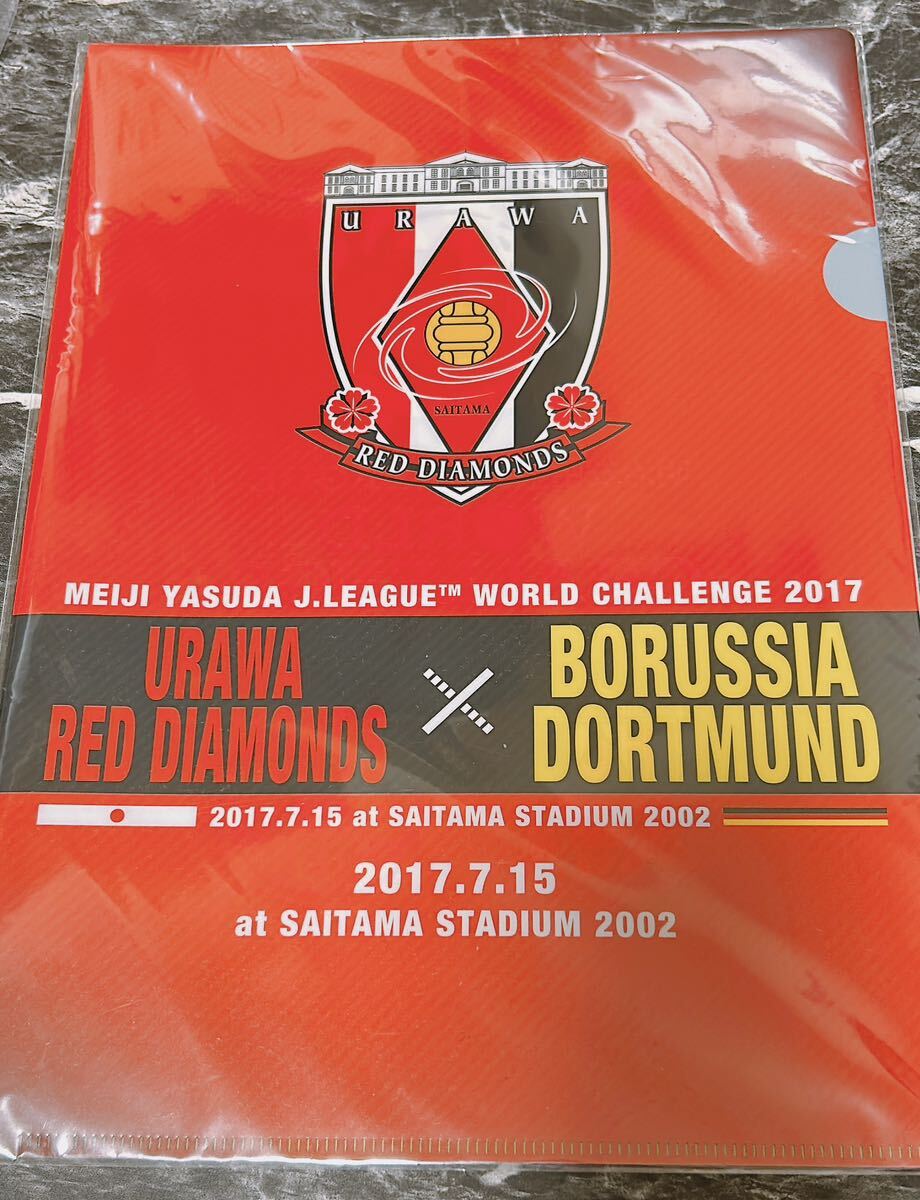 URAWA
SAITAMA
RED DIAMONDS
MEIJI YASUDA J.LEAGUE™ WORLD CHALLENGE 2017
URAWA
RED DIAMONDS
×
BORUSSIA
DORTMUND
2017.7.15 at SAITAMA STADIUM 2002
2017.7.15
at SAITAMA STADIUM 2002